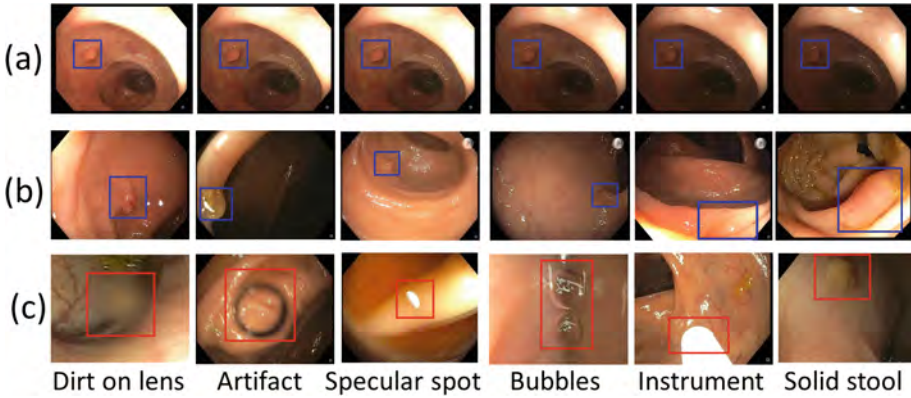 (a)
(b)
(c)
Dirt on lens Artifact Specular spot Bubbles Instrument Solid stool